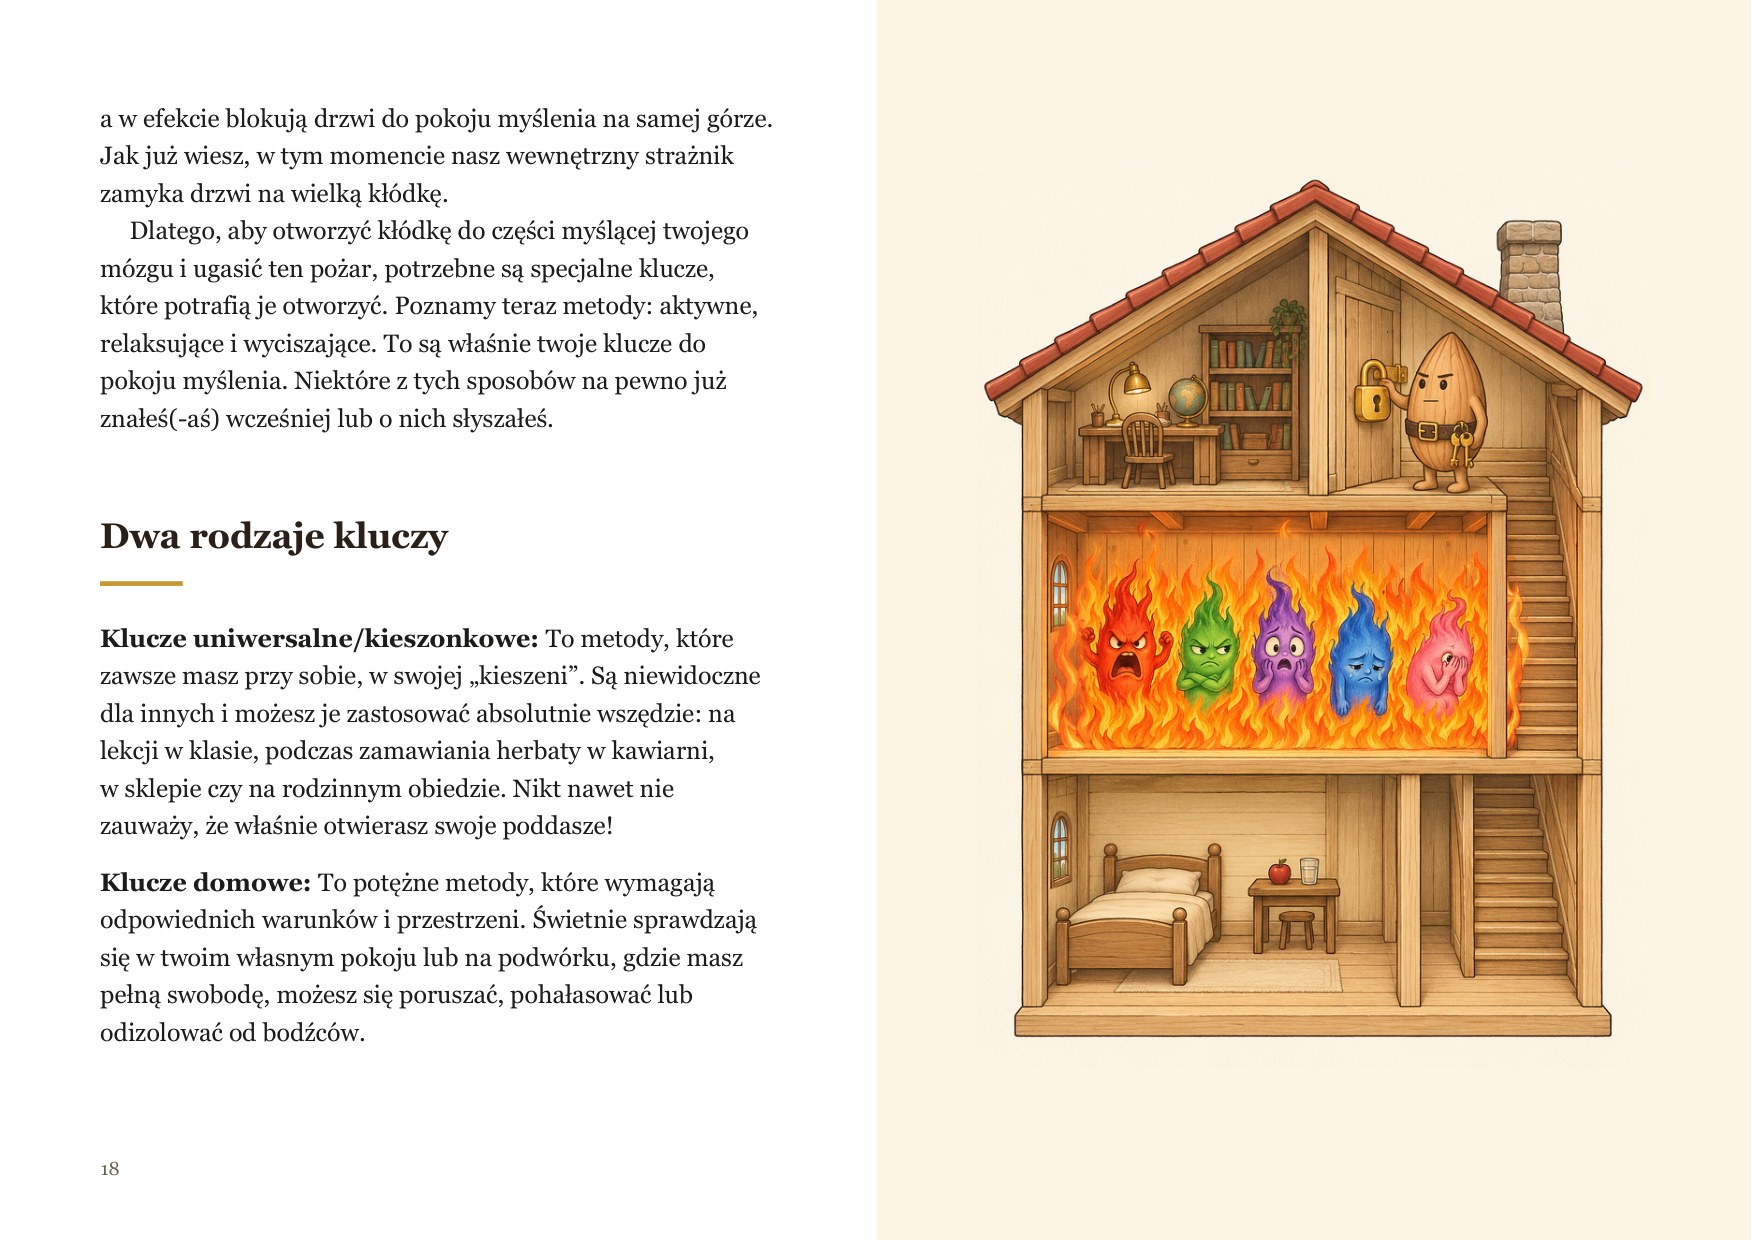 a w efekcie blokują drzwi do pokoju myślenia na samej górze.
Jak już wiesz, w tym momencie nasz wewnętrzny strażnik
zamyka drzwi na wielką kłódkę.
Dlatego, aby otworzyć kłódkę do części myślącej twojego
mózgu i ugasić ten pożar, potrzebne są specjalne klucze,
które potrafią je otworzyć. Poznamy teraz metody: aktywne,
relaksujące i wyciszające. To są właśnie twoje klucze do
pokoju myślenia. Niektóre z tych sposobów na pewno już
znałeś(-aś) wcześniej lub o nich słyszałeś.
Dwa rodzaje kluczy
Klucze uniwersalne/kieszonkowe: To metody, które
zawsze masz przy sobie, w swojej „kieszeni”. Są niewidoczne
dla innych i możesz je zastosować absolutnie wszędzie: na
lekcji w klasie, podczas zamawiania herbaty w kawiarni,
w sklepie czy na rodzinnym obiedzie. Nikt nawet nie
zauważy, że właśnie otwierasz swoje poddasze!
Klucze domowe: To potężne metody, które wymagają
odpowiednich warunków i przestrzeni. Świetnie sprawdzają
się w twoim własnym pokoju lub na podwórku, gdzie masz
pełną swobodę, możesz się poruszać, pohałasować lub
odizolować od bodźców.
18